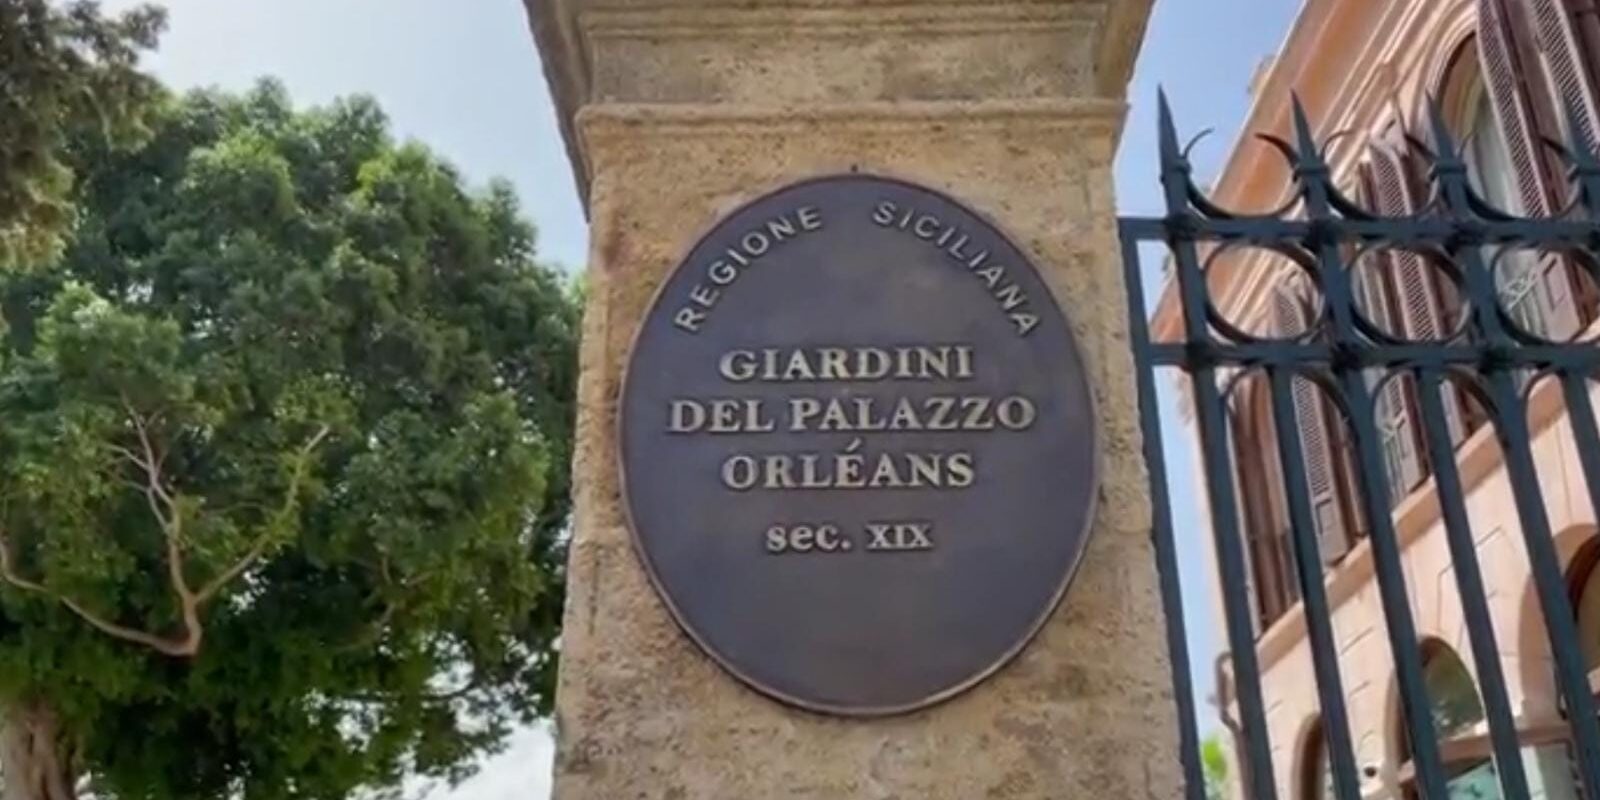 REGIONE SICILIANA
GIARDINI
DEL PALAZZO
ORLÉANS
sec. XIX